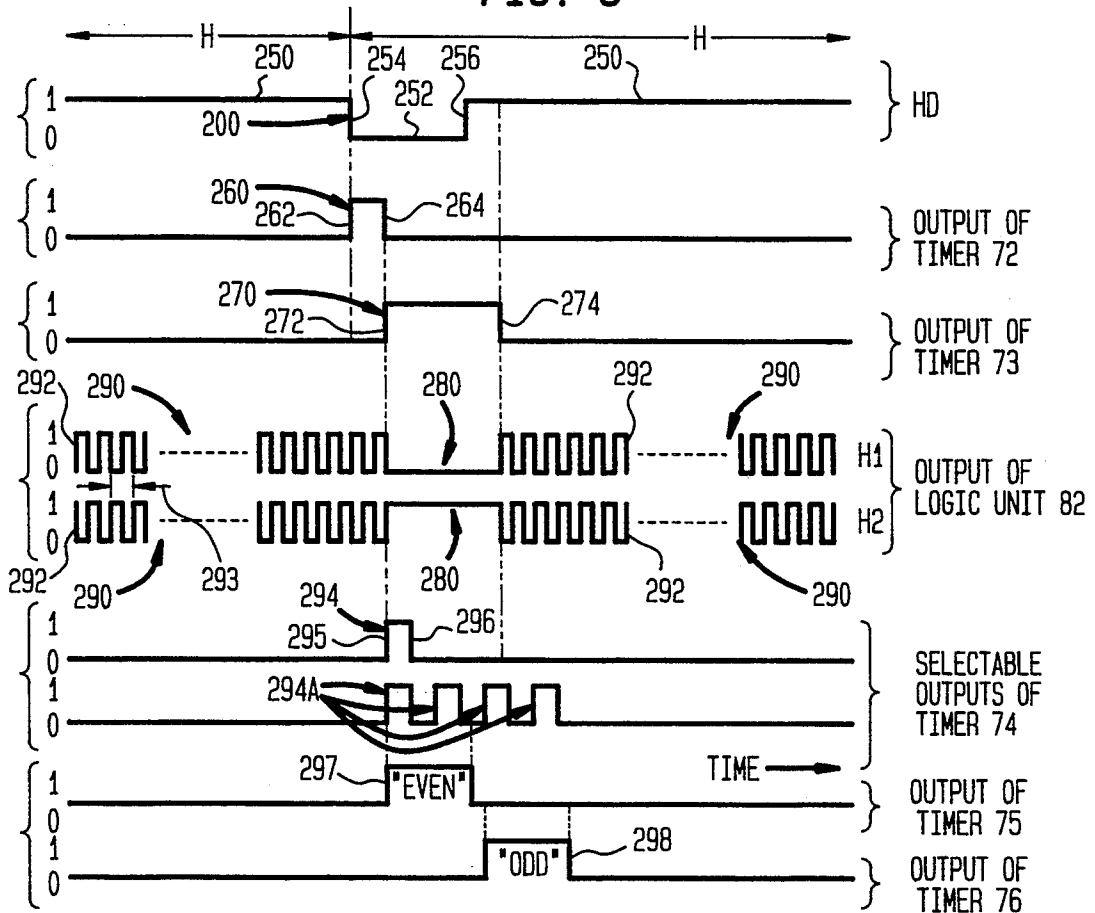 H H
250 254 256 250
1 252 HD
0 200
1 260 264 OUTPUT OF
0 262 TIMER 72
1 270 274 OUTPUT OF
0 272 TIMER 73
292 290 280 292 290
1
0 H1 OUTPUT OF
LOGIC UNIT 82
1
0 H2
292 290 293 280 292 290
1 294 296
0 295 SELECTABLE
1 294A OUTPUTS OF
0 TIMER 74
297 TIME
1 "EVEN" OUTPUT OF
0 TIMER 75
1 "ODD" 298 OUTPUT OF
0 TIMER 76